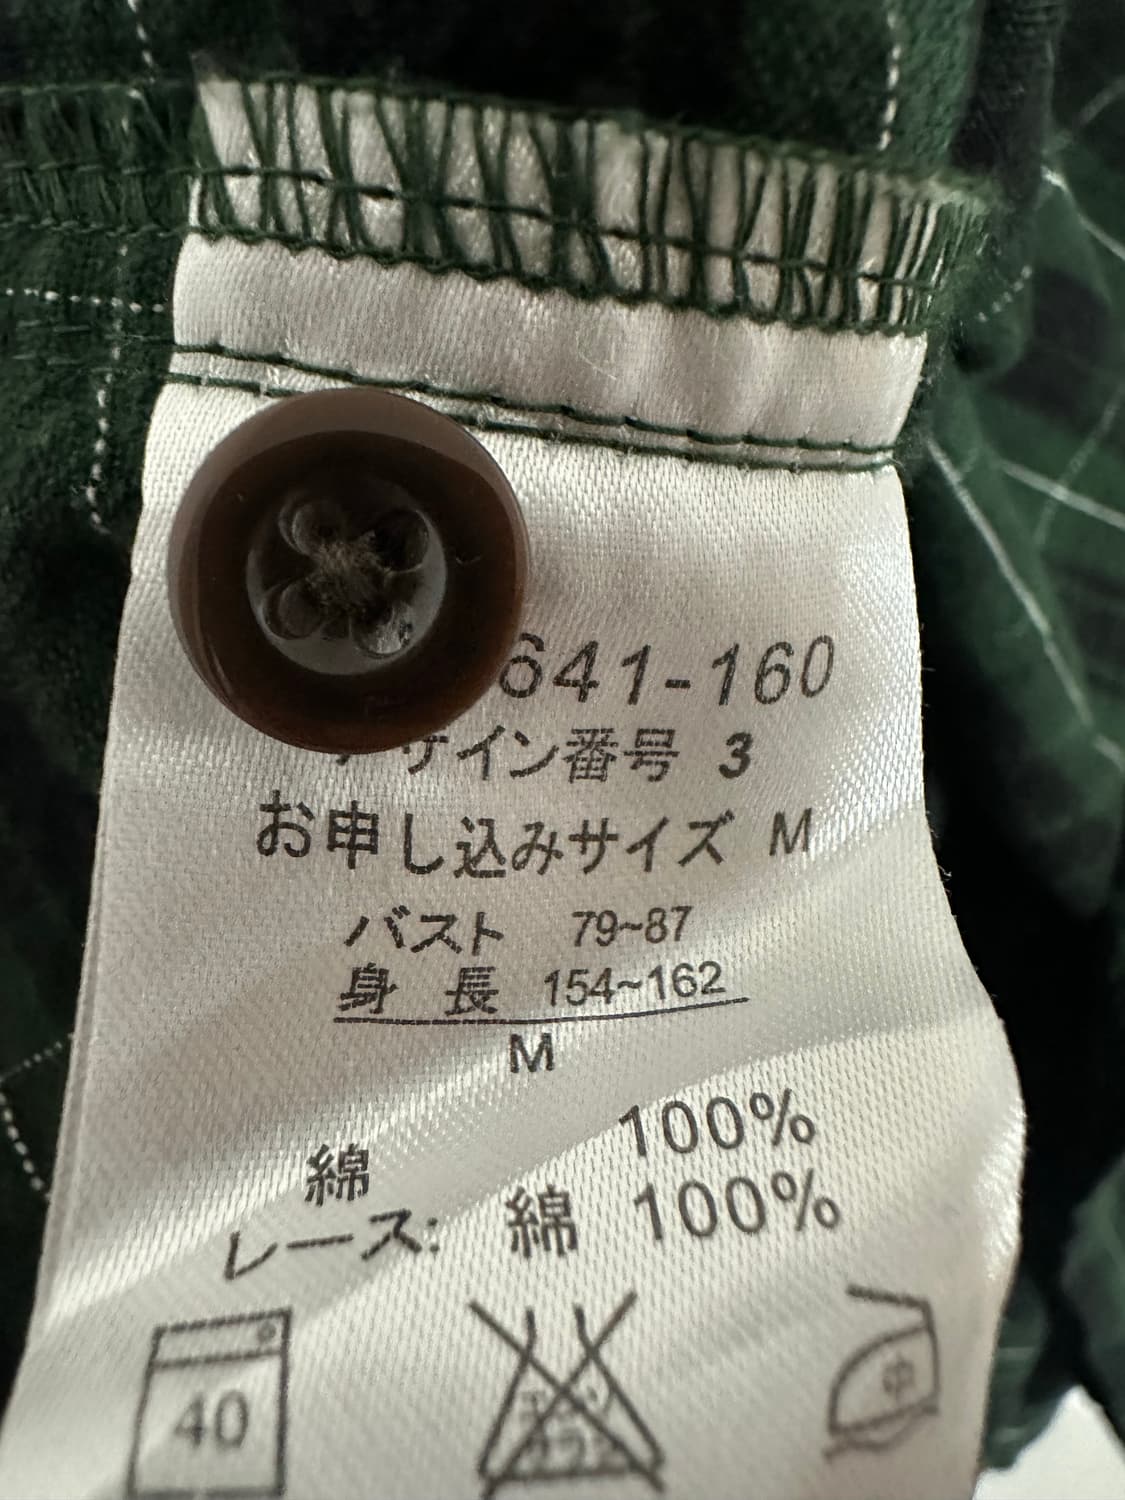 641-160
ザイン番号 3
お申し込みサイズ M
バスト 79~87
身 長 154~162
M
綿 100%
レース: 綿 100%
40
中